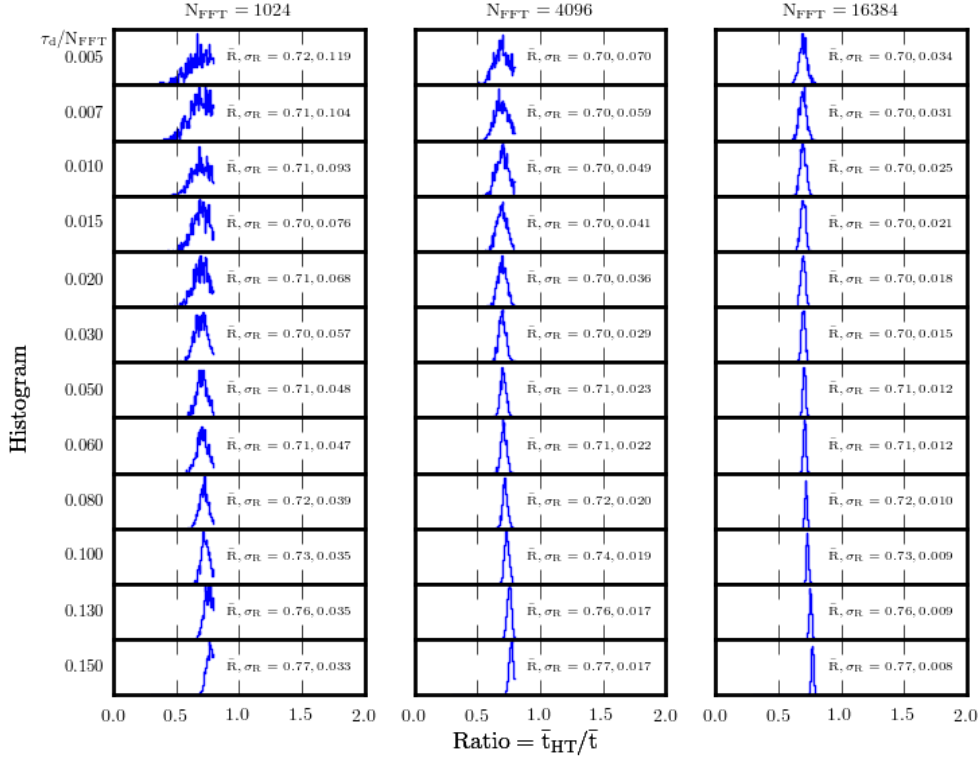 N_FFT = 1024 N_FFT = 4096 N_FFT = 16384
τ_d/N_FFT
0.005 R̄, σ_R = 0.72, 0.119 R̄, σ_R = 0.70, 0.070 R̄, σ_R = 0.70, 0.034
0.007 R̄, σ_R = 0.71, 0.104 R̄, σ_R = 0.70, 0.059 R̄, σ_R = 0.70, 0.031
0.010 R̄, σ_R = 0.71, 0.093 R̄, σ_R = 0.70, 0.049 R̄, σ_R = 0.70, 0.025
0.015 R̄, σ_R = 0.70, 0.076 R̄, σ_R = 0.70, 0.041 R̄, σ_R = 0.70, 0.021
0.020 R̄, σ_R = 0.71, 0.068 R̄, σ_R = 0.70, 0.036 R̄, σ_R = 0.70, 0.018
0.030 R̄, σ_R = 0.70, 0.057 R̄, σ_R = 0.70, 0.029 R̄, σ_R = 0.70, 0.015
0.050 R̄, σ_R = 0.71, 0.048 R̄, σ_R = 0.71, 0.023 R̄, σ_R = 0.71, 0.012
0.060 R̄, σ_R = 0.71, 0.047 R̄, σ_R = 0.71, 0.022 R̄, σ_R = 0.71, 0.012
0.080 R̄, σ_R = 0.72, 0.039 R̄, σ_R = 0.72, 0.020 R̄, σ_R = 0.72, 0.010
0.100 R̄, σ_R = 0.73, 0.035 R̄, σ_R = 0.74, 0.019 R̄, σ_R = 0.73, 0.009
0.130 R̄, σ_R = 0.76, 0.035 R̄, σ_R = 0.76, 0.017 R̄, σ_R = 0.76, 0.009
0.150 R̄, σ_R = 0.77, 0.033 R̄, σ_R = 0.77, 0.017 R̄, σ_R = 0.77, 0.008
Histogram
0.0 0.5 1.0 1.5 2.0 0.0 0.5 1.0 1.5 2.0 0.0 0.5 1.0 1.5 2.0
Ratio = t̄_HT/t̄